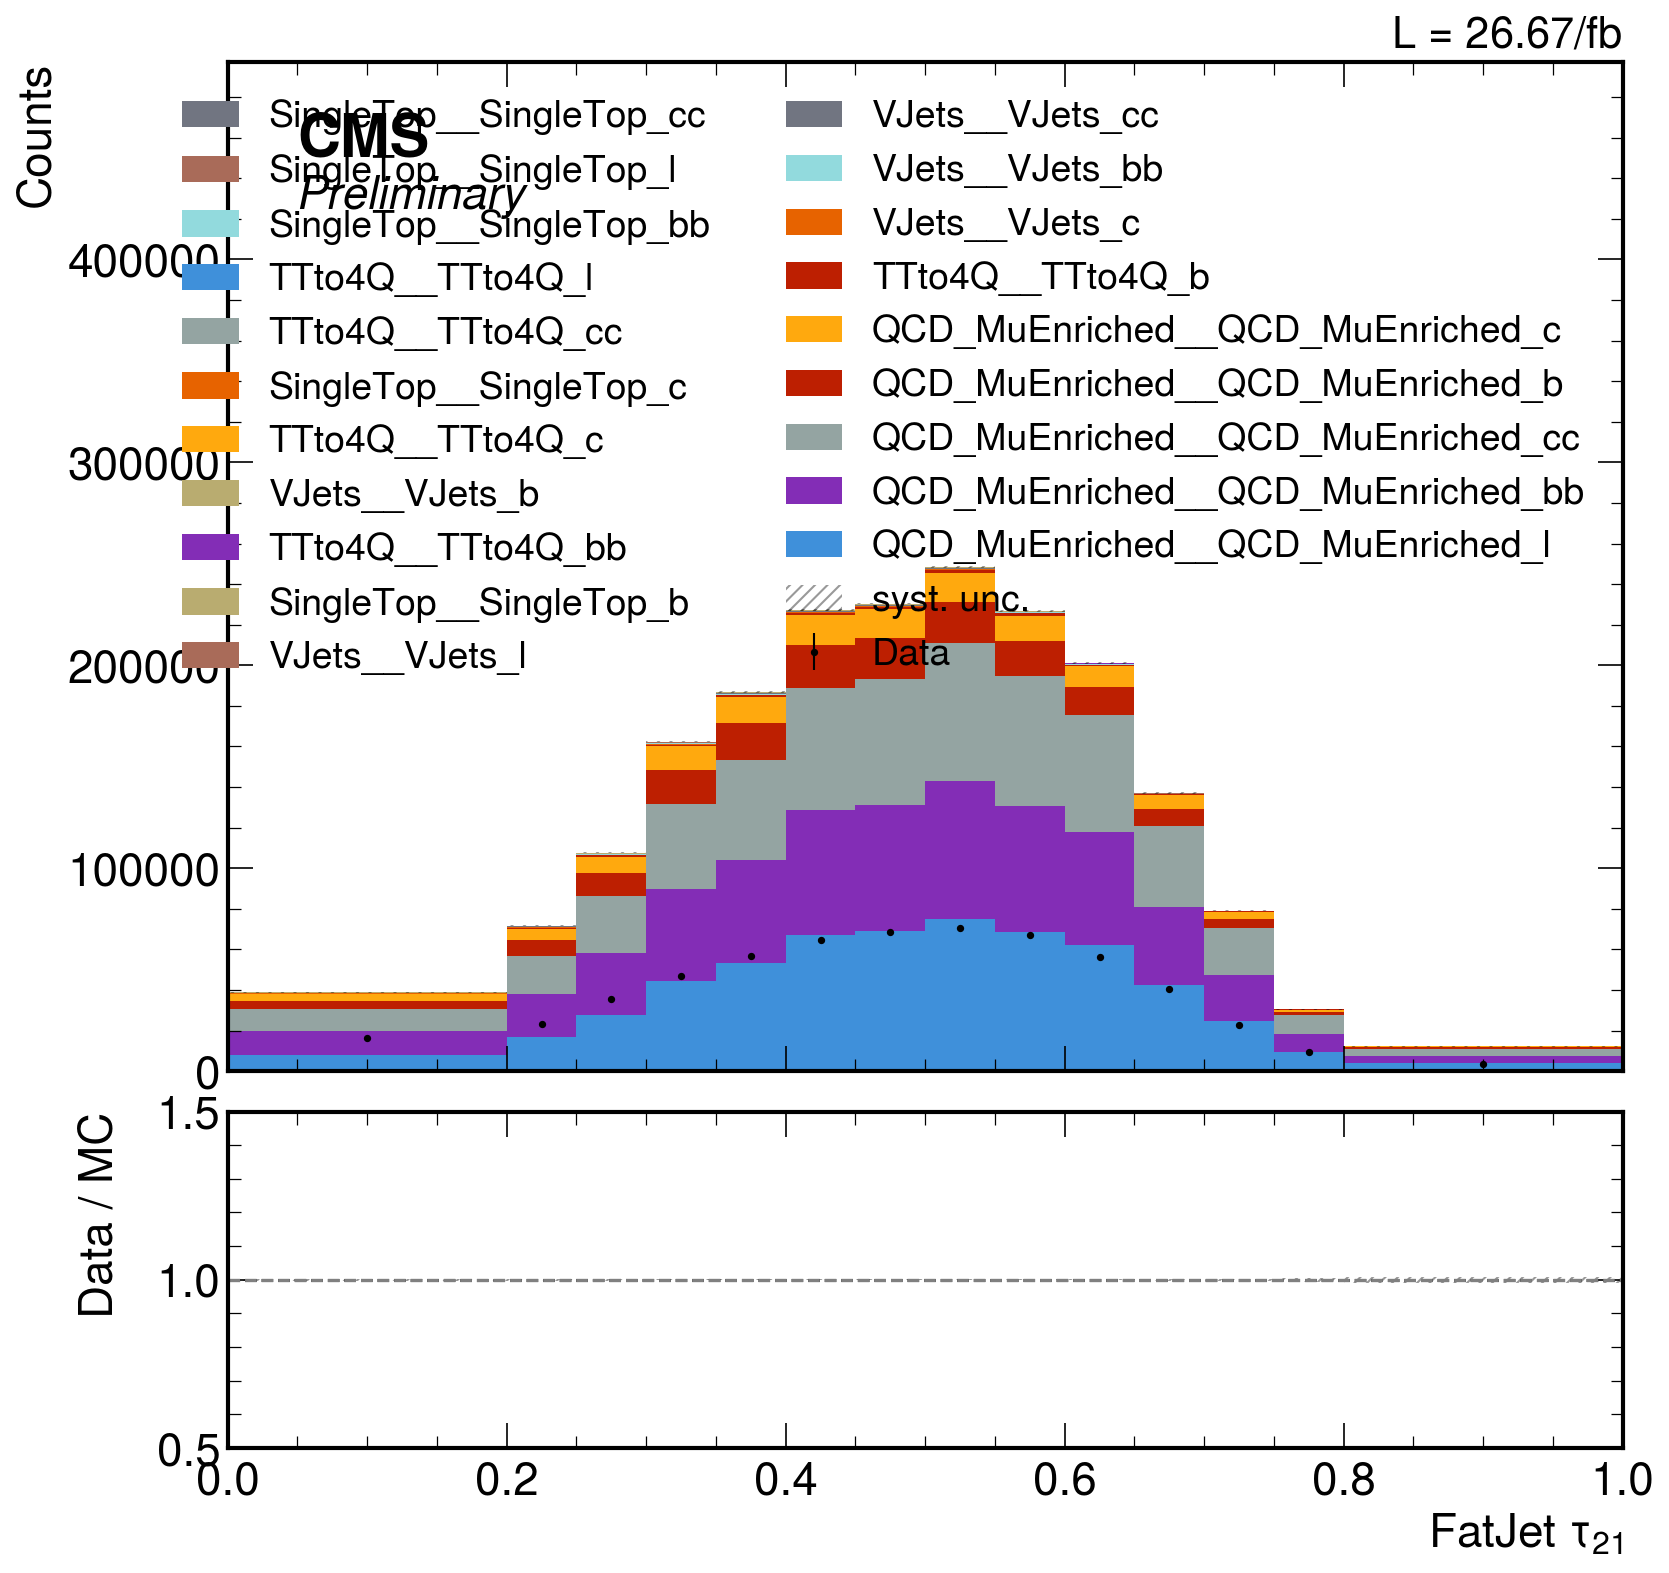 L = 26.67/fb
Counts
CMS
Preliminary
SingleTop__SingleTop_cc
SingleTop__SingleTop_l
SingleTop__SingleTop_bb
TTto4Q__TTto4Q_l
TTto4Q__TTto4Q_cc
SingleTop__SingleTop_c
TTto4Q__TTto4Q_c
VJets__VJets_b
TTto4Q__TTto4Q_bb
SingleTop__SingleTop_b
VJets__VJets_l
VJets__VJets_cc
VJets__VJets_bb
VJets__VJets_c
TTto4Q__TTto4Q_b
QCD_MuEnriched__QCD_MuEnriched_c
QCD_MuEnriched__QCD_MuEnriched_b
QCD_MuEnriched__QCD_MuEnriched_cc
QCD_MuEnriched__QCD_MuEnriched_bb
QCD_MuEnriched__QCD_MuEnriched_l
syst. unc.
Data
400000
300000
200000
100000
0
Data / MC
1.5
1.0
0.5
0.0 0.2 0.4 0.6 0.8 1.0
FatJet τ21